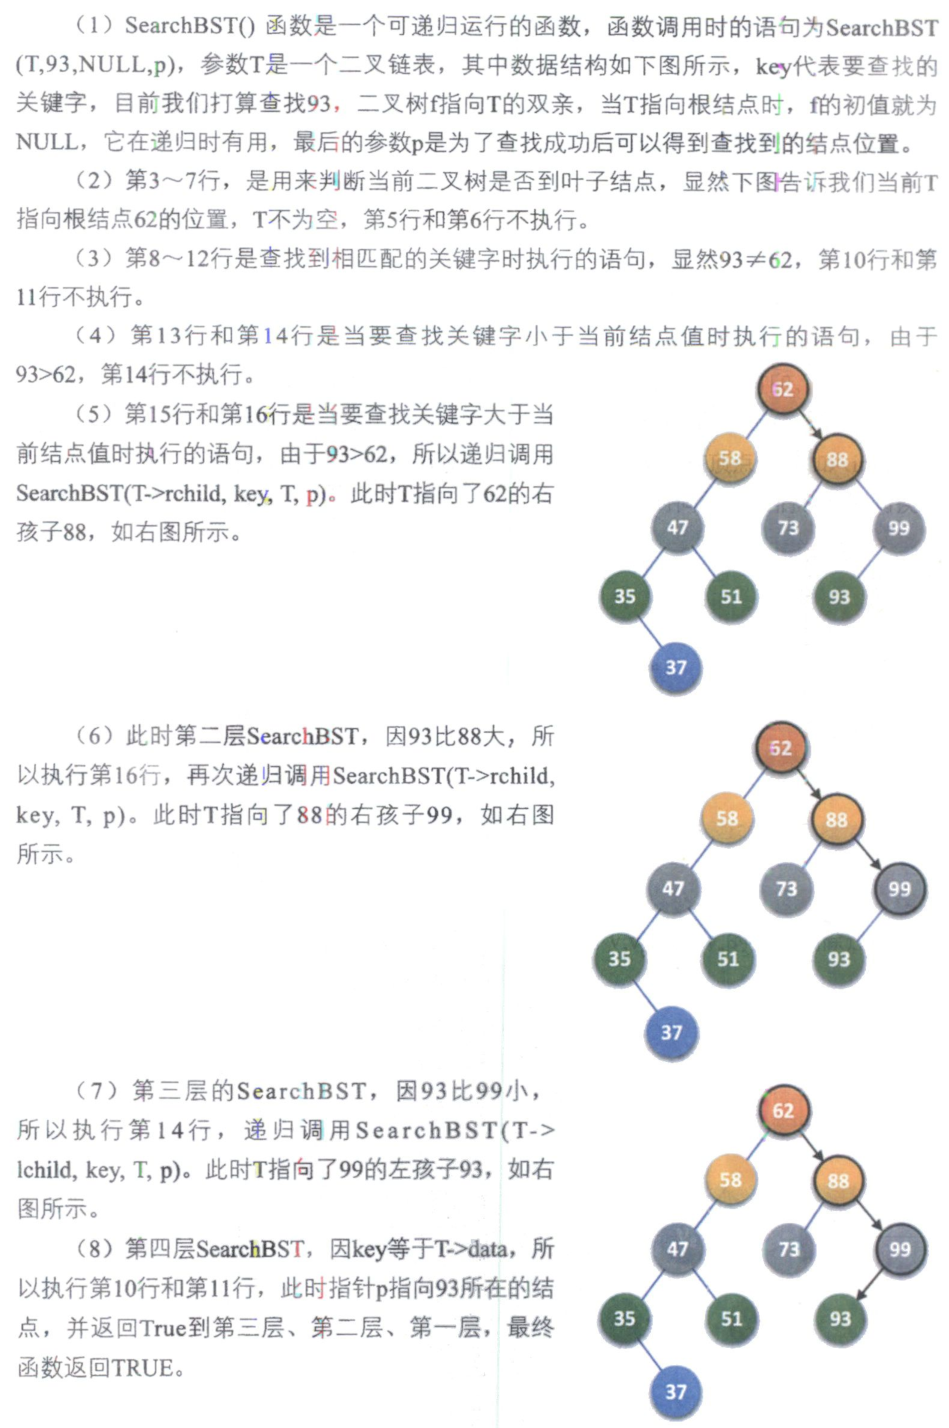 （1）SearchBST() 函数是一个可递归运行的函数，函数调用时的语句为SearchBST
(T,93,NULL,p)，参数T是一个二叉链表，其中数据结构如下图所示，key代表要查找的
关键字，目前我们打算查找93，二叉树f指向T的双亲，当T指向根结点时，f的初值就为
NULL，它在递归时有用，最后的参数p是为了查找成功后可以得到查找到的结点位置。
（2）第3～7行，是用来判断当前二叉树是否到叶子结点，显然下图告诉我们当前T
指向根结点62的位置，T不为空，第5行和第6行不执行。
（3）第8～12行是查找到相匹配的关键字时执行的语句，显然93≠62，第10行和第
11行不执行。
（4）第13行和第14行是当要查找关键字小于当前结点值时执行的语句，由于
93>62，第14行不执行。
（5）第15行和第16行是当要查找关键字大于当
前结点值时执行的语句，由于93>62，所以递归调用
SearchBST(T->rchild, key, T, p)。此时T指向了62的右
孩子88，如右图所示。
62
58
88
47
73
99
35
51
93
37
（6）此时第二层SearchBST，因93比88大，所
以执行第16行，再次递归调用SearchBST(T->rchild,
key, T, p)。此时T指向了88的右孩子99，如右图
所示。
62
58
88
47
73
99
35
51
93
37
（7）第三层的SearchBST，因93比99小，
所以执行第14行，递归调用SearchBST(T->
lchild, key, T, p)。此时T指向了99的左孩子93，如右
图所示。
（8）第四层SearchBST，因key等于T->data，所
以执行第10行和第11行，此时指针p指向93所在的结
点，并返回True到第三层、第二层、第一层，最终
函数返回TRUE。
62
58
88
47
73
99
35
51
93
37